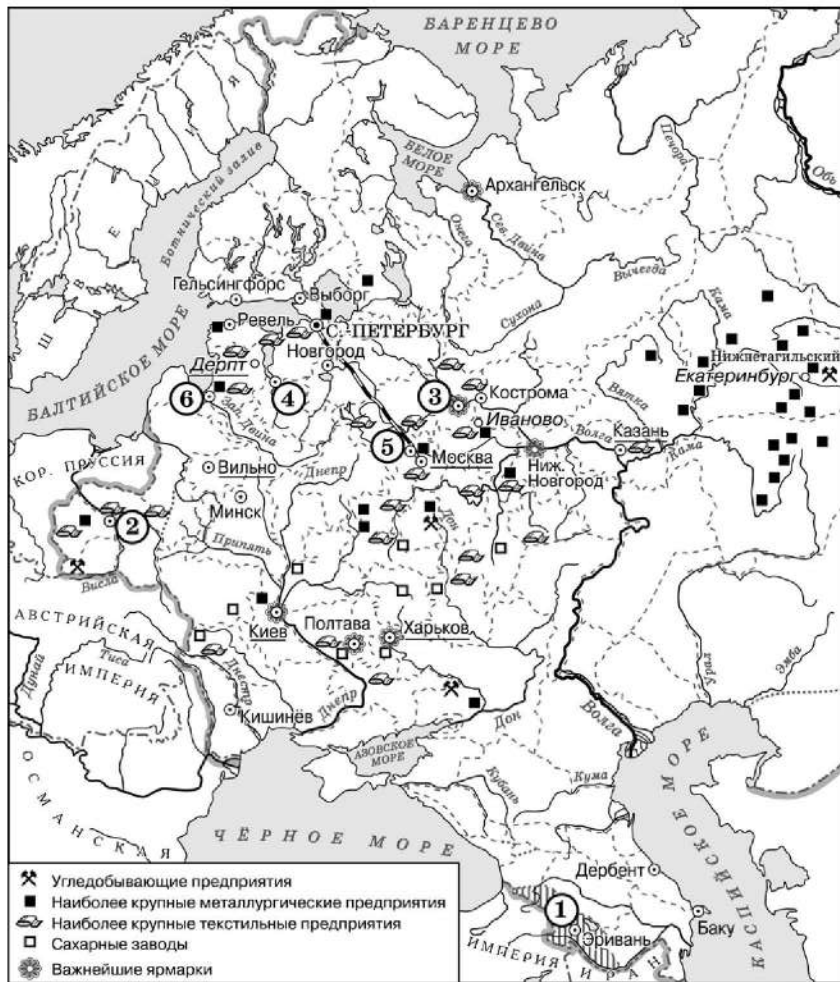 БАРЕНЦЕВО
МОРЕ
БЕЛОЕ
МОРЕ
Архангельск
Печора
Обь
Онега
Сев. Двина
Вычегда
Сухона
Ботнический залив
ШВЕЦИЯ
Гельсингфорс
Выборг
Ревель
С.-ПЕТЕРБУРГ
Новгород
Дерпт
БАЛТИЙСКОЕ МОРЕ
Кама
Нижнетагильский
Екатеринбург
Вятка
3
Кострома
Иваново
6
4
Зап. Двина
5
Москва
Волга
Казань
Кама
Ниж.
Новгород
КОР. ПРУССИЯ
Вильно
Днепр
Минск
2
Припять
Дон
Висла
АВСТРИЙСКАЯ
ИМПЕРИЯ
Тиса
Дунай
Киев
Полтава
Харьков
Днестр
Днепр
Кишинёв
Дон
Волга
Урал
Эмба
АЗОВСКОЕ
МОРЕ
ОСМАНСКАЯ
ИМПЕРИЯ
Кубань
Кума
ЧЁРНОЕ МОРЕ
КАСПИЙСКОЕ МОРЕ
Дербент
Баку
1
Эривань
ИРАН
Угледобывающие предприятия
Наиболее крупные металлургические предприятия
Наиболее крупные текстильные предприятия
Сахарные заводы
Важнейшие ярмарки